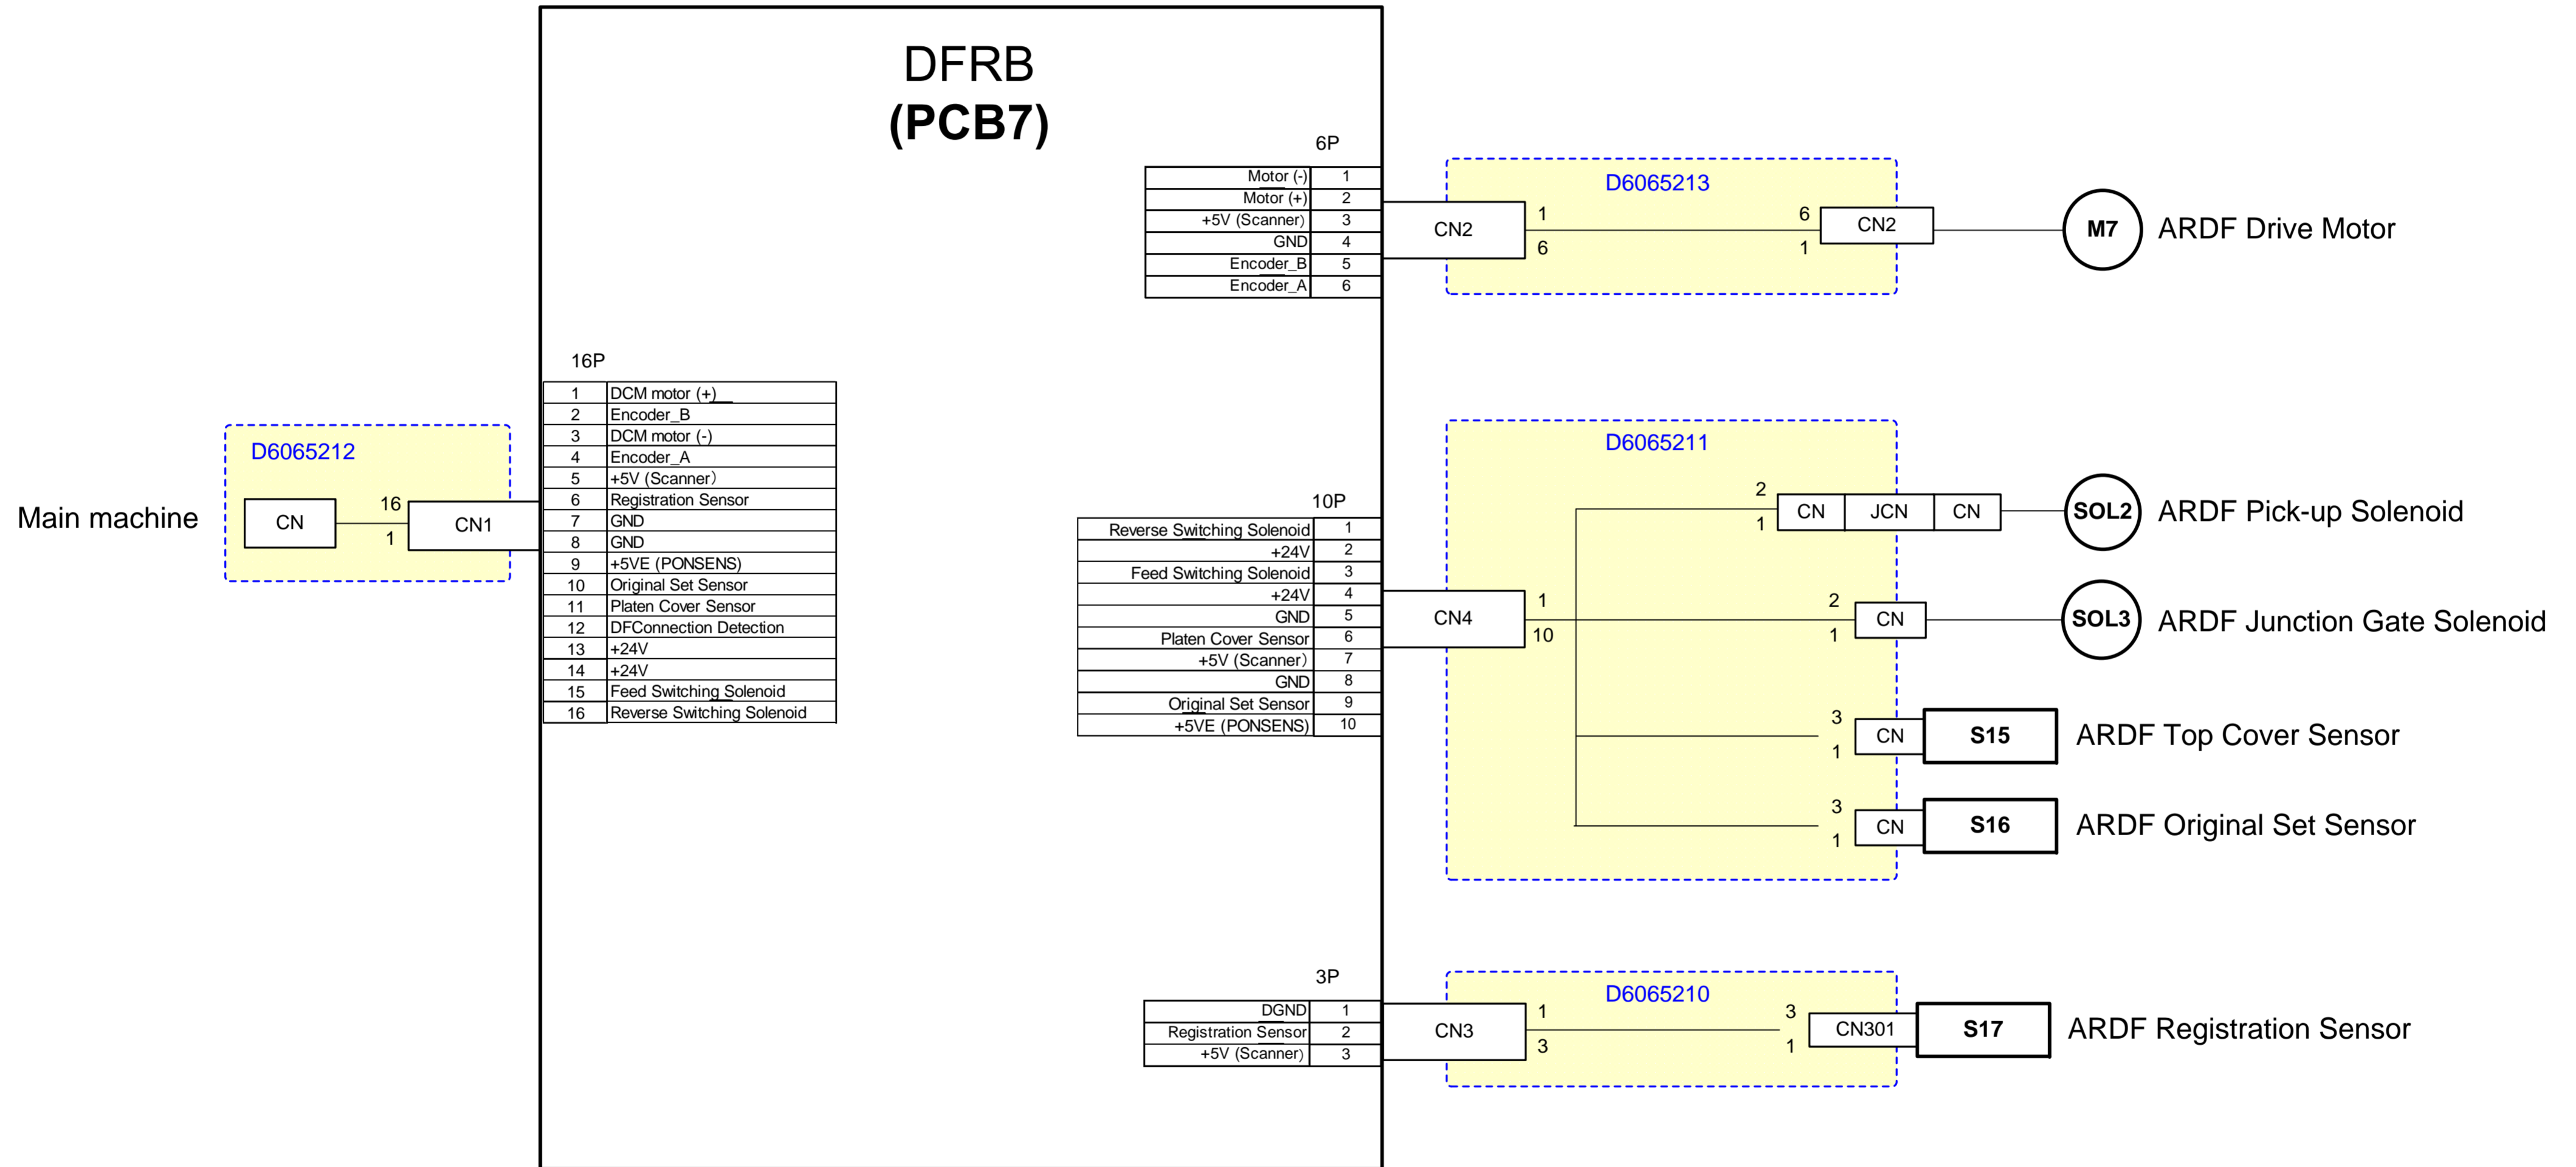 DFRB
(PCB7)
6P
Motor (-) 1
Motor (+) 2
+5V (Scanner) 3
GND 4
Encoder_B 5
Encoder_A 6
CN2
D6065213
1
6
6
1
CN2
M7
ARDF Drive Motor
16P
1 DCM motor (+)
2 Encoder_B
3 DCM motor (-)
4 Encoder_A
5 +5V (Scanner)
6 Registration Sensor
7 GND
8 GND
9 +5VE (PONSENS)
10 Original Set Sensor
11 Platen Cover Sensor
12 DFConnection Detection
13 +24V
14 +24V
15 Feed Switching Solenoid
16 Reverse Switching Solenoid
Main machine
D6065212
CN
16
1
CN1
10P
Reverse Switching Solenoid 1
+24V 2
Feed Switching Solenoid 3
+24V 4
GND 5
Platen Cover Sensor 6
+5V (Scanner) 7
GND 8
Original Set Sensor 9
+5VE (PONSENS) 10
CN4
D6065211
1
10
2
1
CN JCN CN
SOL2
ARDF Pick-up Solenoid
2
1
CN
SOL3
ARDF Junction Gate Solenoid
3
1
CN
S15
ARDF Top Cover Sensor
3
1
CN
S16
ARDF Original Set Sensor
3P
DGND 1
Registration Sensor 2
+5V (Scanner) 3
CN3
D6065210
1
3
3
1
CN301
S17
ARDF Registration Sensor